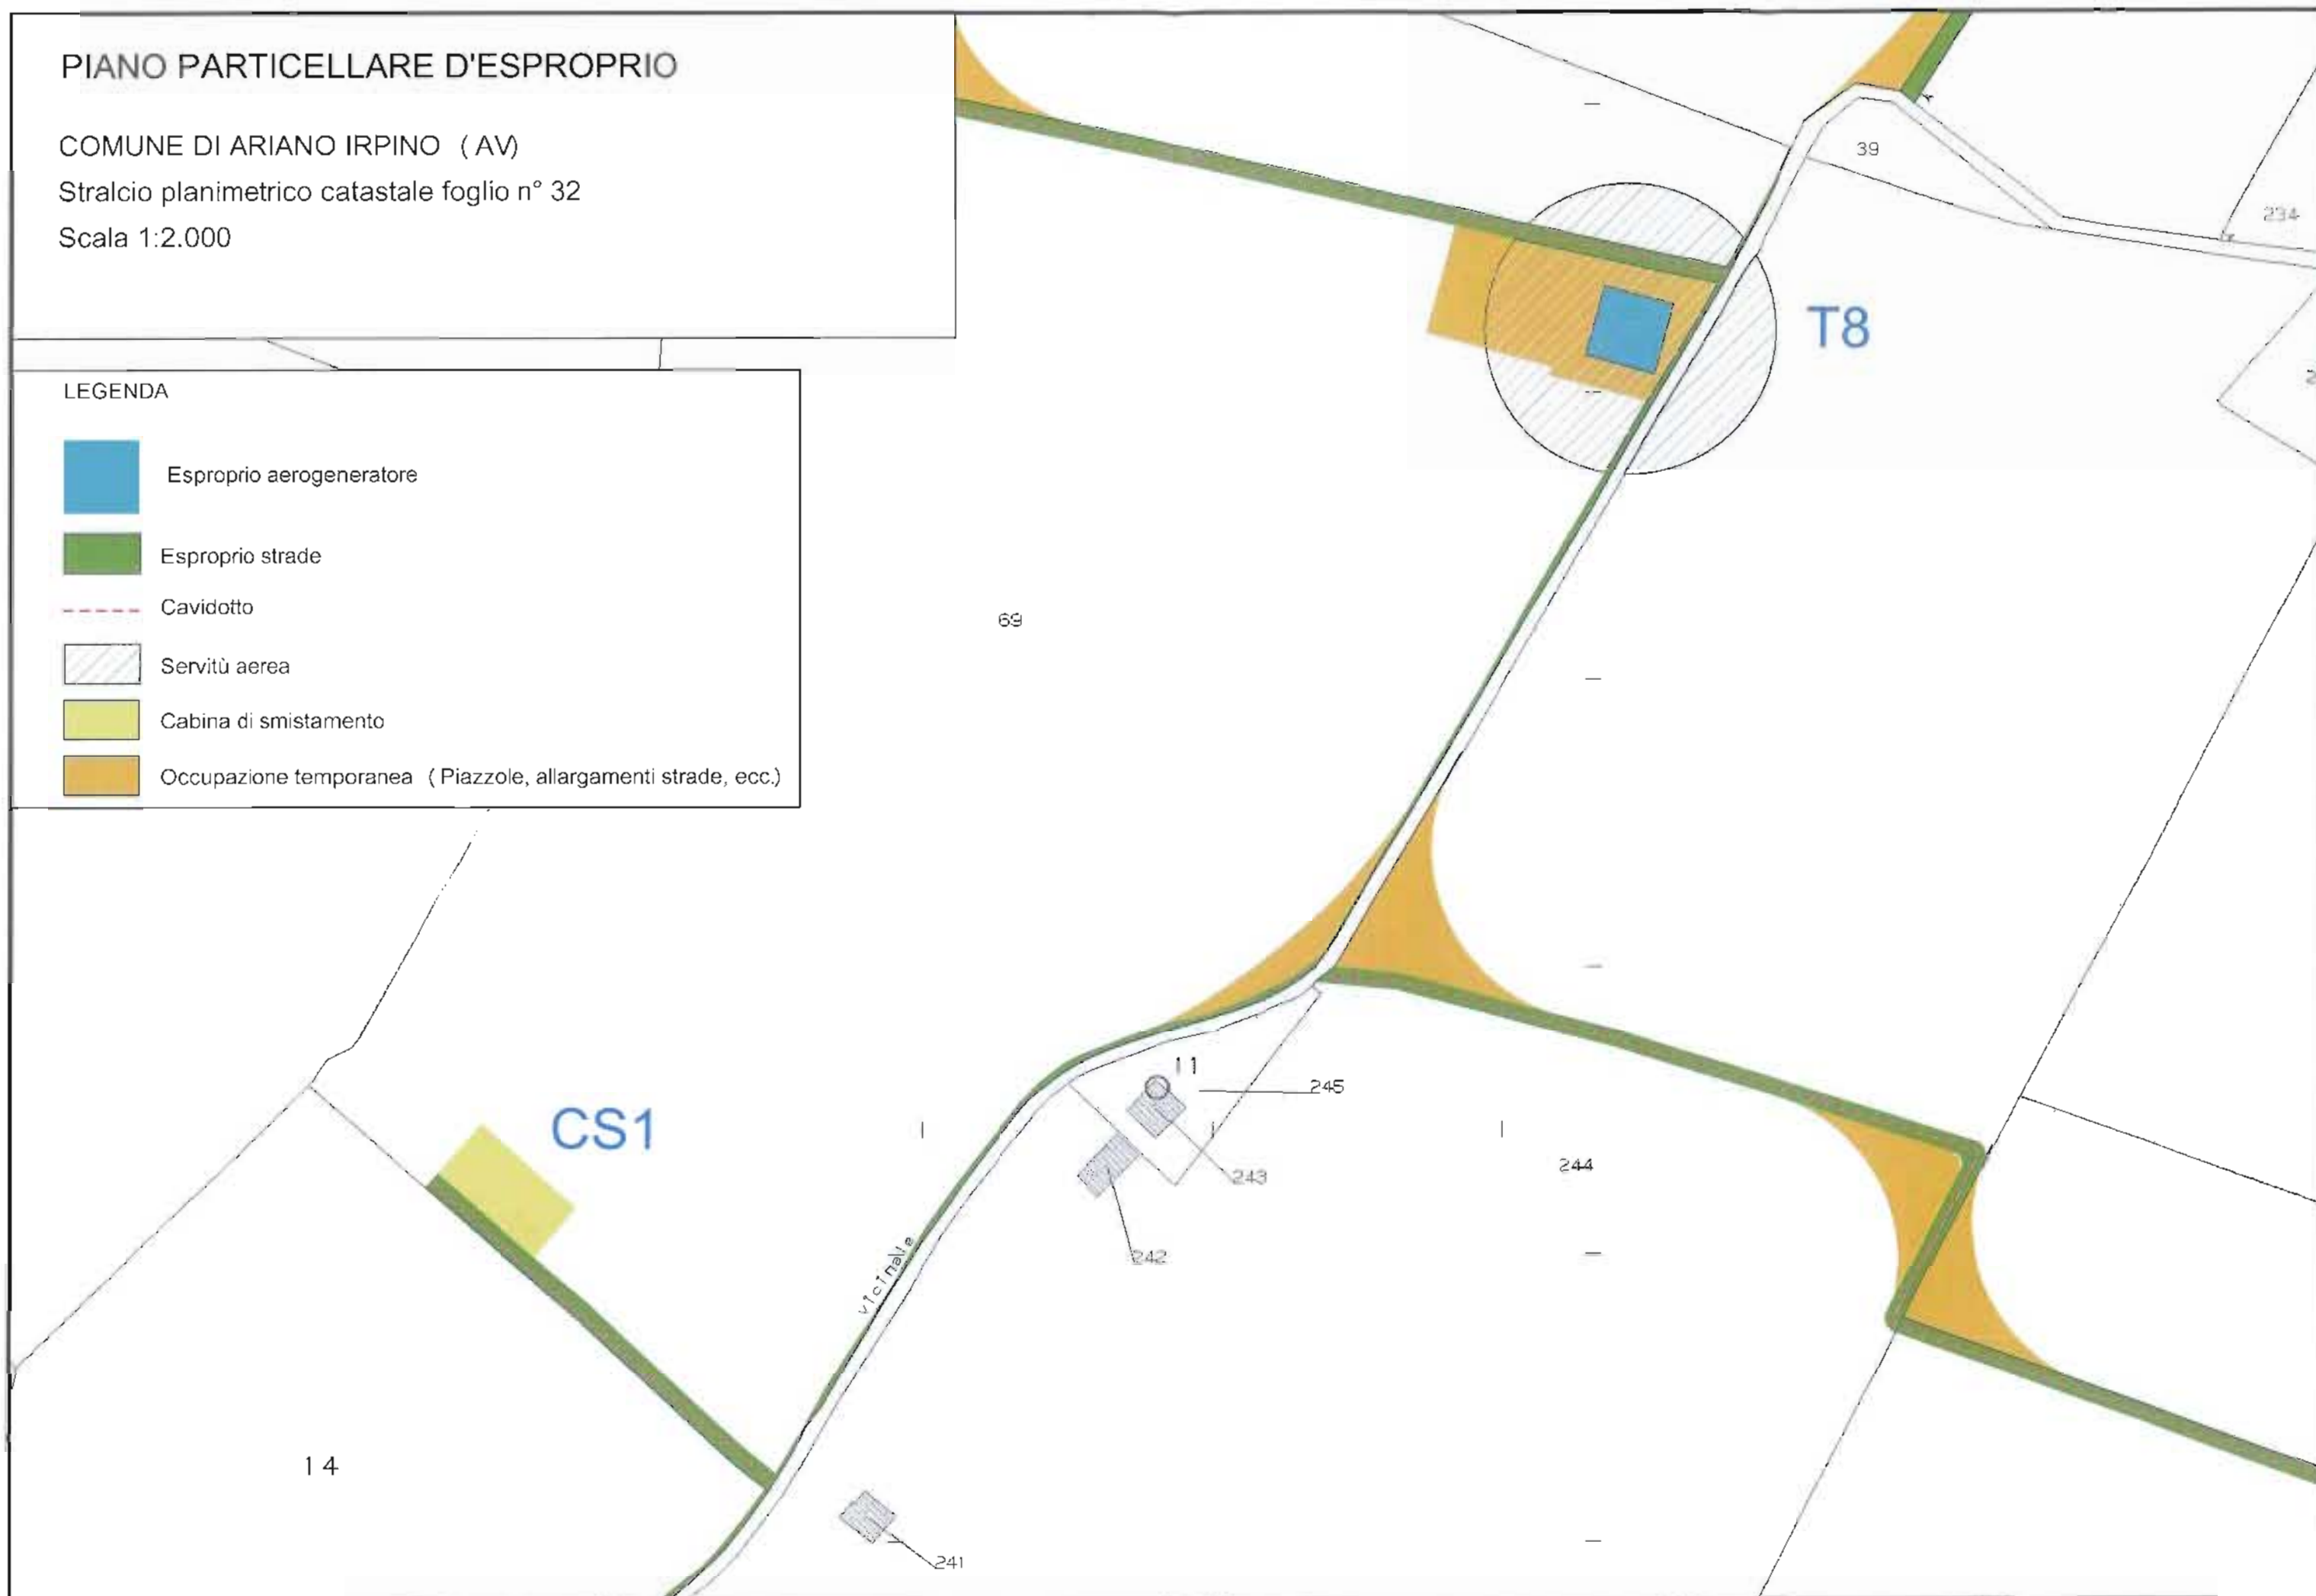 PIANO PARTICELLARE D'ESPROPRIO
COMUNE DI ARIANO IRPINO ( AV)
Stralcio planimetrico catastale foglio n° 32
Scala 1:2.000
LEGENDA
Esproprio aerogeneratore
Esproprio strade
Cavidotto
Servitù aerea
Cabina di smistamento
Occupazione temporanea ( Piazzole, allargamenti strade, ecc.)
39
234
T8
69
11
245
CS1
243
244
242
vicinale
14
241